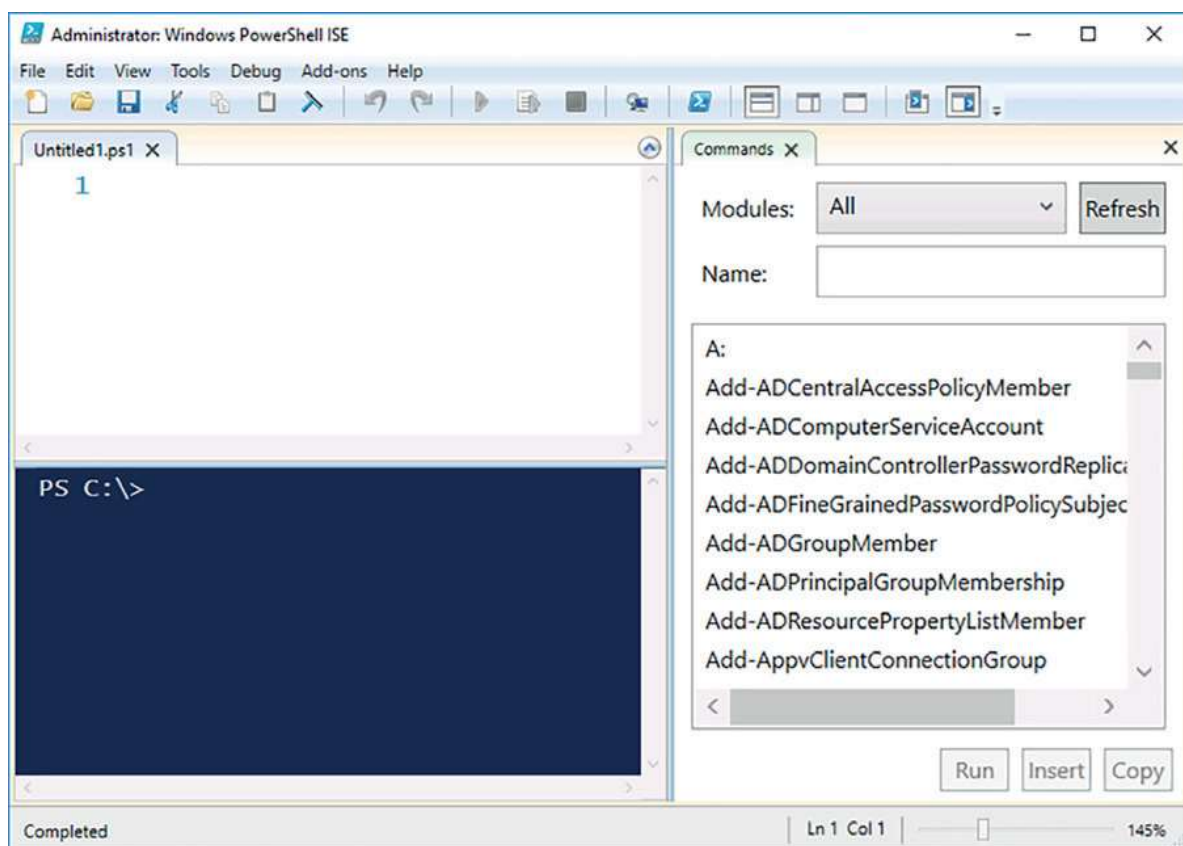 Administrator: Windows PowerShell ISE
File Edit View Tools Debug Add-ons Help
Untitled1.ps1
1
PS C:\>
Commands
Modules: All Refresh
Name:
A:
Add-ADCentralAccessPolicyMember
Add-ADComputerServiceAccount
Add-ADDomainControllerPasswordReplica
Add-ADFineGrainedPasswordPolicySubjec
Add-ADGroupMember
Add-ADPrincipalGroupMembership
Add-ADResourcePropertyListMember
Add-AppvClientConnectionGroup
Run Insert Copy
Completed Ln 1 Col 1 145%